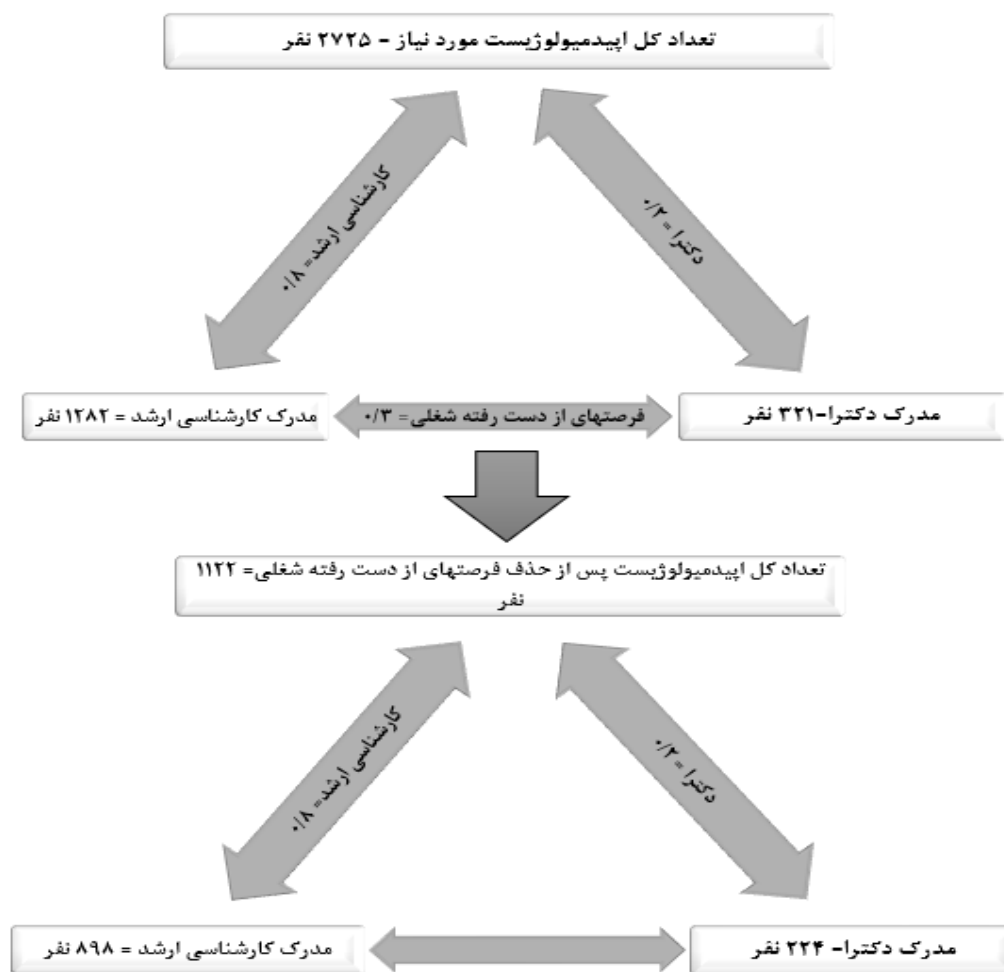 تعداد کل اپیدمیولوژیست مورد نیاز - ۲۷۲۵ نفر
کارشناسی ارشد= ۰/۸
دکترا = ۰/۲
مدرک دکترا-۳۲۱ نفر
فرصتهای از دست رفته شغلی= ۰/۳
مدرک کارشناسی ارشد = ۱۲۸۲ نفر
تعداد کل اپیدمیولوژیست پس از حذف فرصتهای از دست رفته شغلی= ۱۱۲۲
نفر
کارشناسی ارشد= ۰/۸
دکترا = ۰/۲
مدرک دکترا- ۲۲۴ نفر
مدرک کارشناسی ارشد = ۸۹۸ نفر